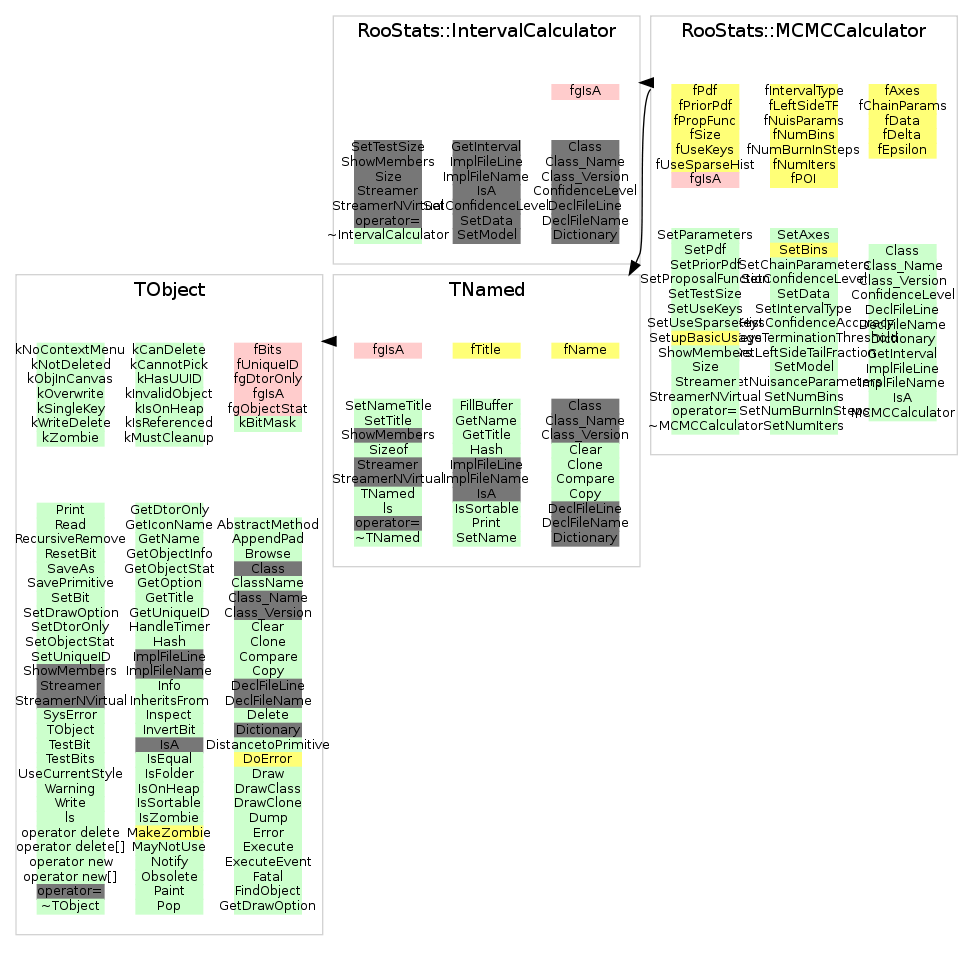 RooStats::IntervalCalculator
fgIsA
SetTestSize
ShowMembers
Size
Streamer
StreamerNVirtual
operator=
~IntervalCalculator
GetInterval
ImplFileLine
ImplFileName
IsA
SetConfidenceLevel
SetData
SetModel
Class
Class_Name
Class_Version
ConfidenceLevel
DeclFileLine
DeclFileName
Dictionary
RooStats::MCMCCalculator
fPdf
fPriorPdf
fPropFunc
fSize
fUseKeys
fUseSparseHist
fgIsA
fIntervalType
fLeftSideTF
fNuisParams
fNumBins
fNumBurnInSteps
fNumIters
fPOI
fAxes
fChainParams
fData
fDelta
fEpsilon
SetParameters
SetPdf
SetPriorPdf
SetProposalFunction
SetTestSize
SetUseKeys
SetUseSparseHist
SetupBasicUsage
ShowMembers
Size
Streamer
StreamerNVirtual
operator=
~MCMCCalculator
SetAxes
SetBins
SetChainParameters
SetConfidenceLevel
SetData
SetIntervalType
SetKeysConfidenceAccuracy
SetKeysTerminationThreshold
SetLeftSideTailFraction
SetModel
SetNuisanceParameters
SetNumBins
SetNumBurnInSteps
SetNumIters
Class
Class_Name
Class_Version
ConfidenceLevel
DeclFileLine
DeclFileName
Dictionary
GetInterval
ImplFileLine
ImplFileName
IsA
MCMCCalculator
TObject
kNoContextMenu
kNotDeleted
kObjInCanvas
kOverwrite
kSingleKey
kWriteDelete
kZombie
kCanDelete
kCannotPick
kHasUUID
kInvalidObject
kIsOnHeap
kIsReferenced
kMustCleanup
fBits
fUniqueID
fgDtorOnly
fgIsA
fgObjectStat
kBitMask
Print
Read
RecursiveRemove
ResetBit
SaveAs
SavePrimitive
SetBit
SetDrawOption
SetDtorOnly
SetObjectStat
SetUniqueID
ShowMembers
Streamer
StreamerNVirtual
SysError
TObject
TestBit
TestBits
UseCurrentStyle
Warning
Write
ls
operator delete
operator delete[]
operator new
operator new[]
operator=
~TObject
GetDtorOnly
GetIconName
GetName
GetObjectInfo
GetObjectStat
GetOption
GetTitle
GetUniqueID
HandleTimer
Hash
ImplFileLine
ImplFileName
Info
InheritsFrom
Inspect
InvertBit
IsA
IsEqual
IsFolder
IsOnHeap
IsSortable
IsZombie
MakeZombie
MayNotUse
Notify
Obsolete
Paint
Pop
AbstractMethod
AppendPad
Browse
Class
ClassName
Class_Name
Class_Version
Clear
Clone
Compare
Copy
DeclFileLine
DeclFileName
Delete
Dictionary
DistancetoPrimitive
DoError
Draw
DrawClass
DrawClone
Dump
Error
Execute
ExecuteEvent
Fatal
FindObject
GetDrawOption
TNamed
fgIsA
fTitle
fName
SetNameTitle
SetTitle
ShowMembers
Sizeof
Streamer
StreamerNVirtual
TNamed
ls
operator=
~TNamed
FillBuffer
GetName
GetTitle
Hash
ImplFileLine
ImplFileName
IsA
IsSortable
Print
SetName
Class
Class_Name
Class_Version
Clear
Clone
Compare
Copy
DeclFileLine
DeclFileName
Dictionary